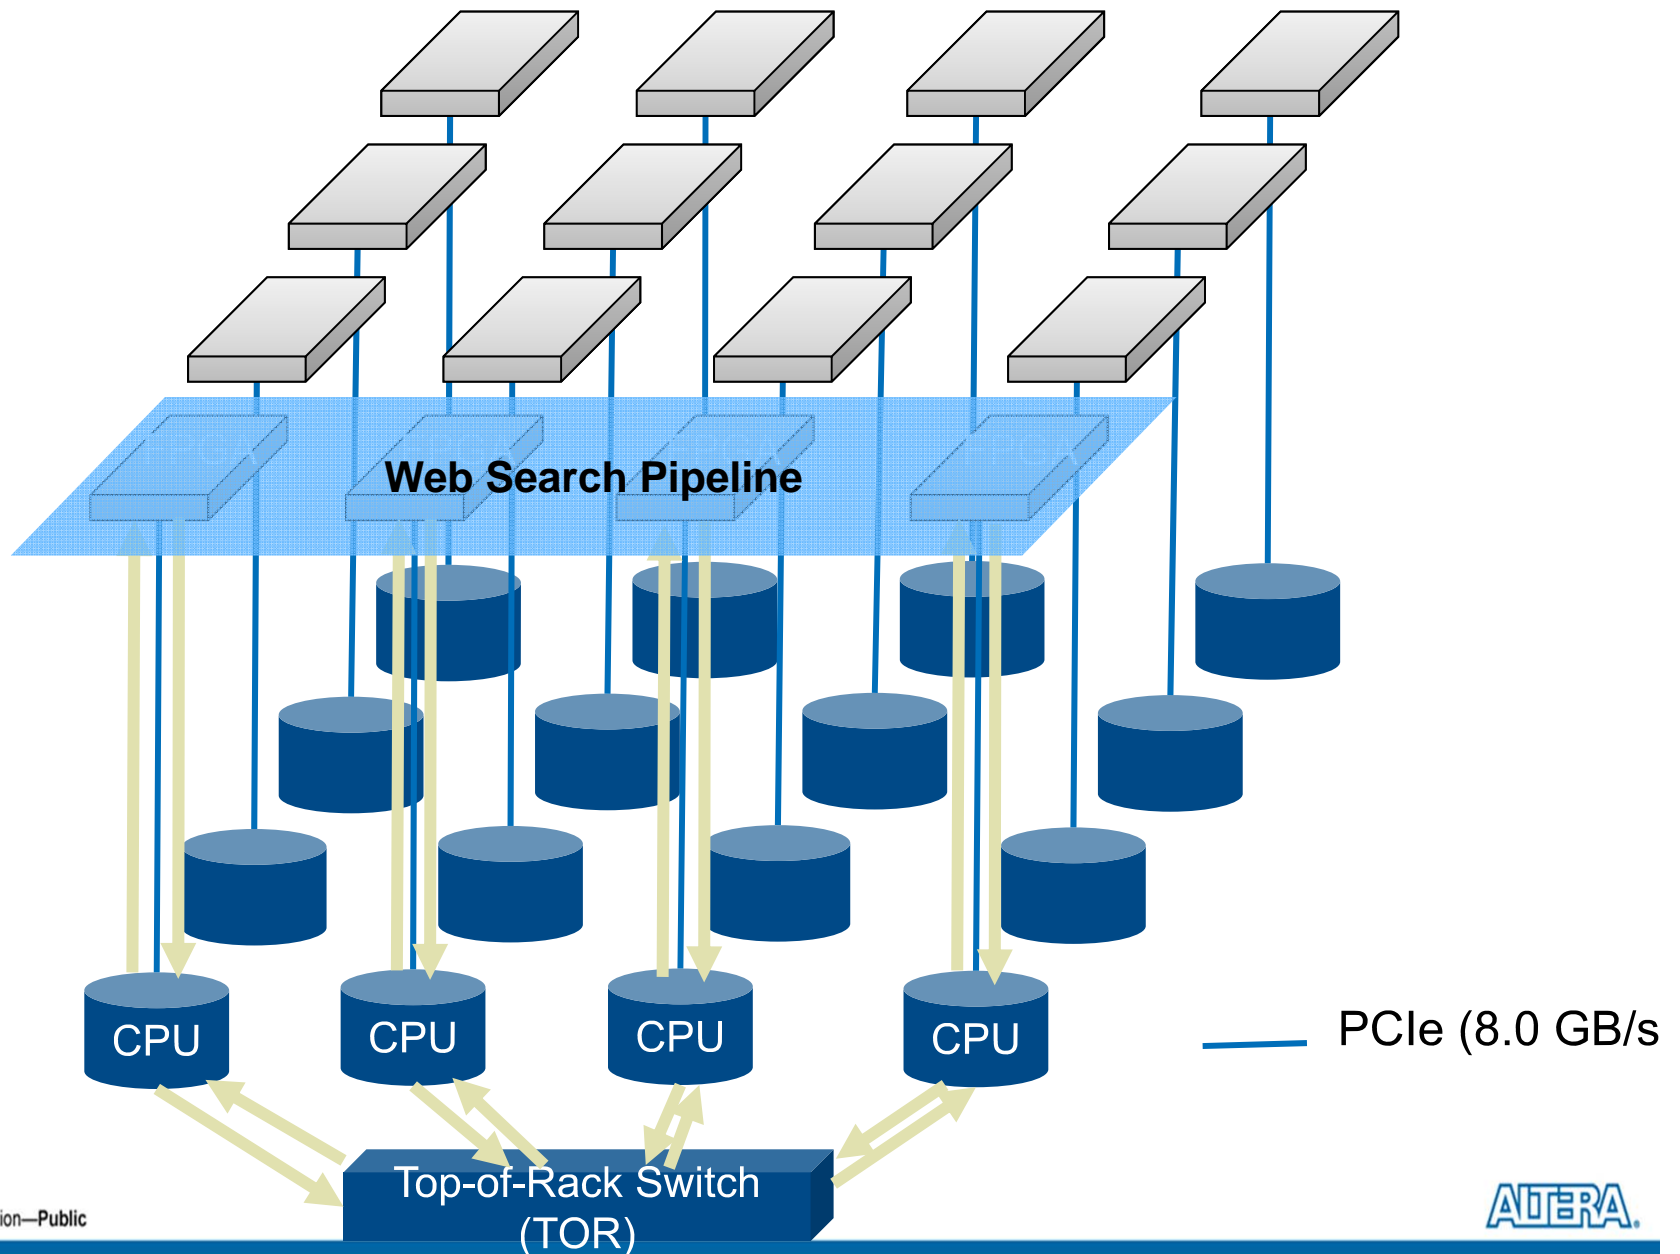 Web Search Pipeline
CPU
CPU
CPU
CPU
PCIe (8.0 GB/s
Top-of-Rack Switch
(TOR)
ion—Public
ALTERA.